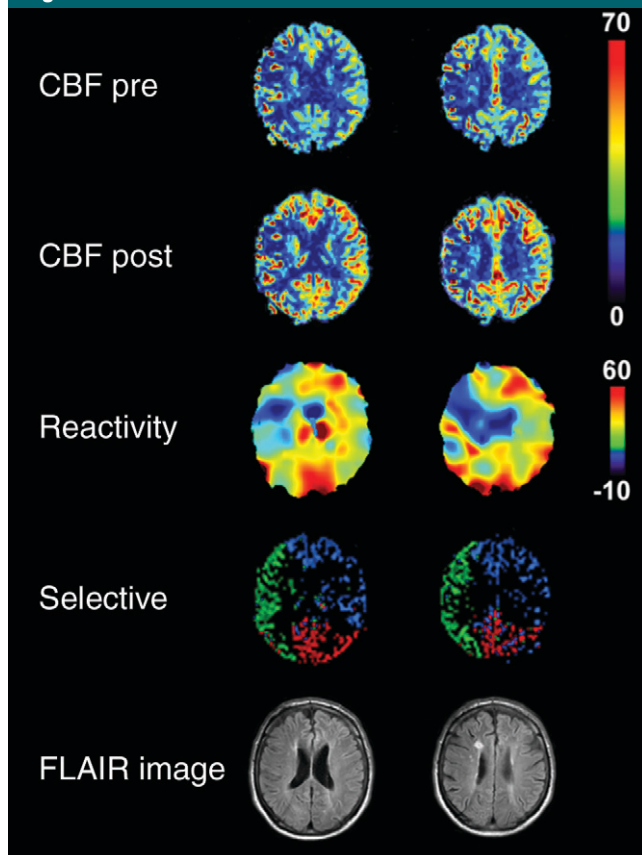 CBF pre
70
CBF post
0
Reactivity
60
-10
Selective
FLAIR image